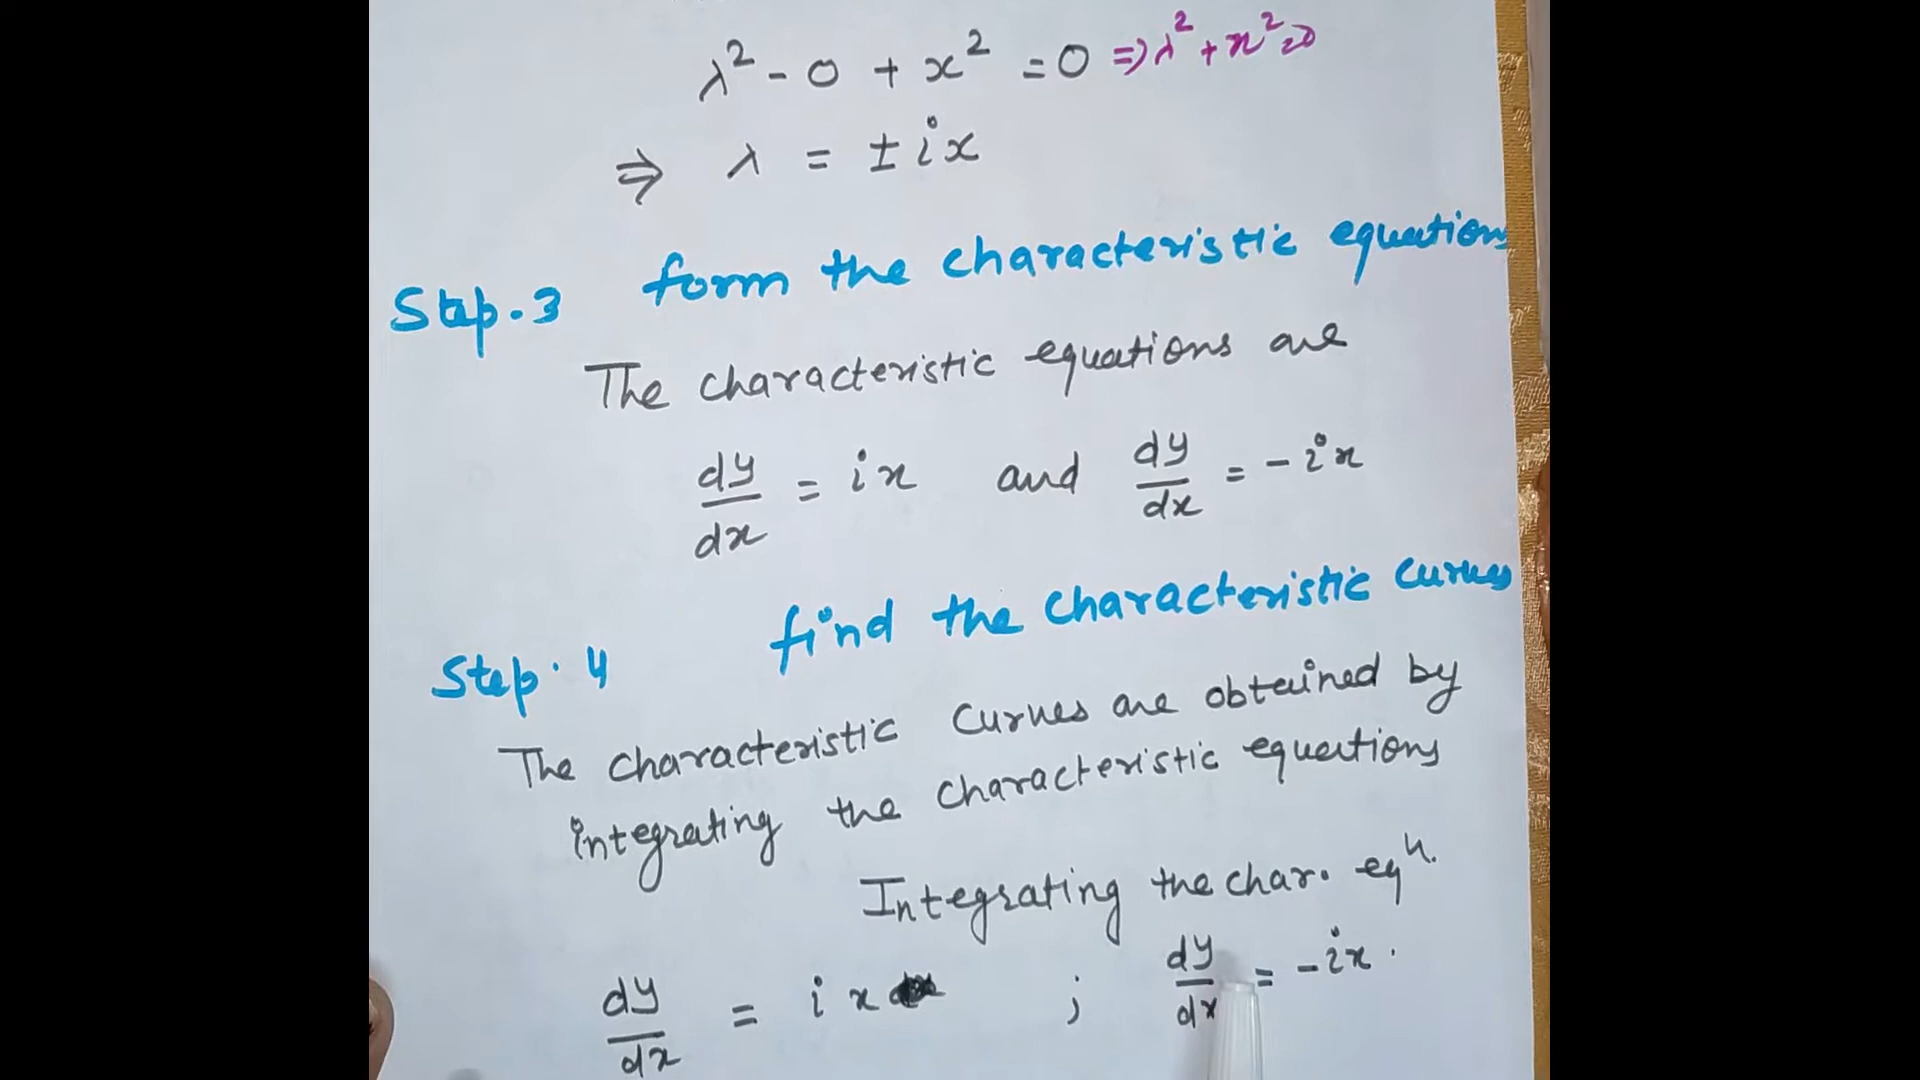 λ² - 0 + x² = 0 ⇒ λ² + x² = 0
⇒ λ = ± i x
Step.3 form the characteristic equations
The characteristic equations are
dy/dx = ix and dy/dx = - ix
Step.4 find the characteristic curves
The characteristic curves are obtained by
integrating the characteristic equations
Integrating the char. eqn.
dy/dx = i x ; dy/dx = - ix .